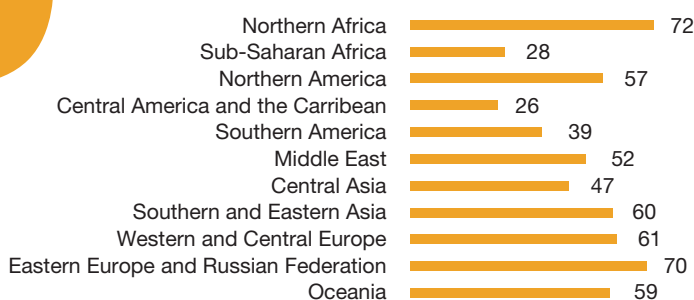 Northern Africa 72
Sub-Saharan Africa 28
Northern America 57
Central America and the Carribean 26
Southern America 39
Middle East 52
Central Asia 47
Southern and Eastern Asia 60
Western and Central Europe 61
Eastern Europe and Russian Federation 70
Oceania 59